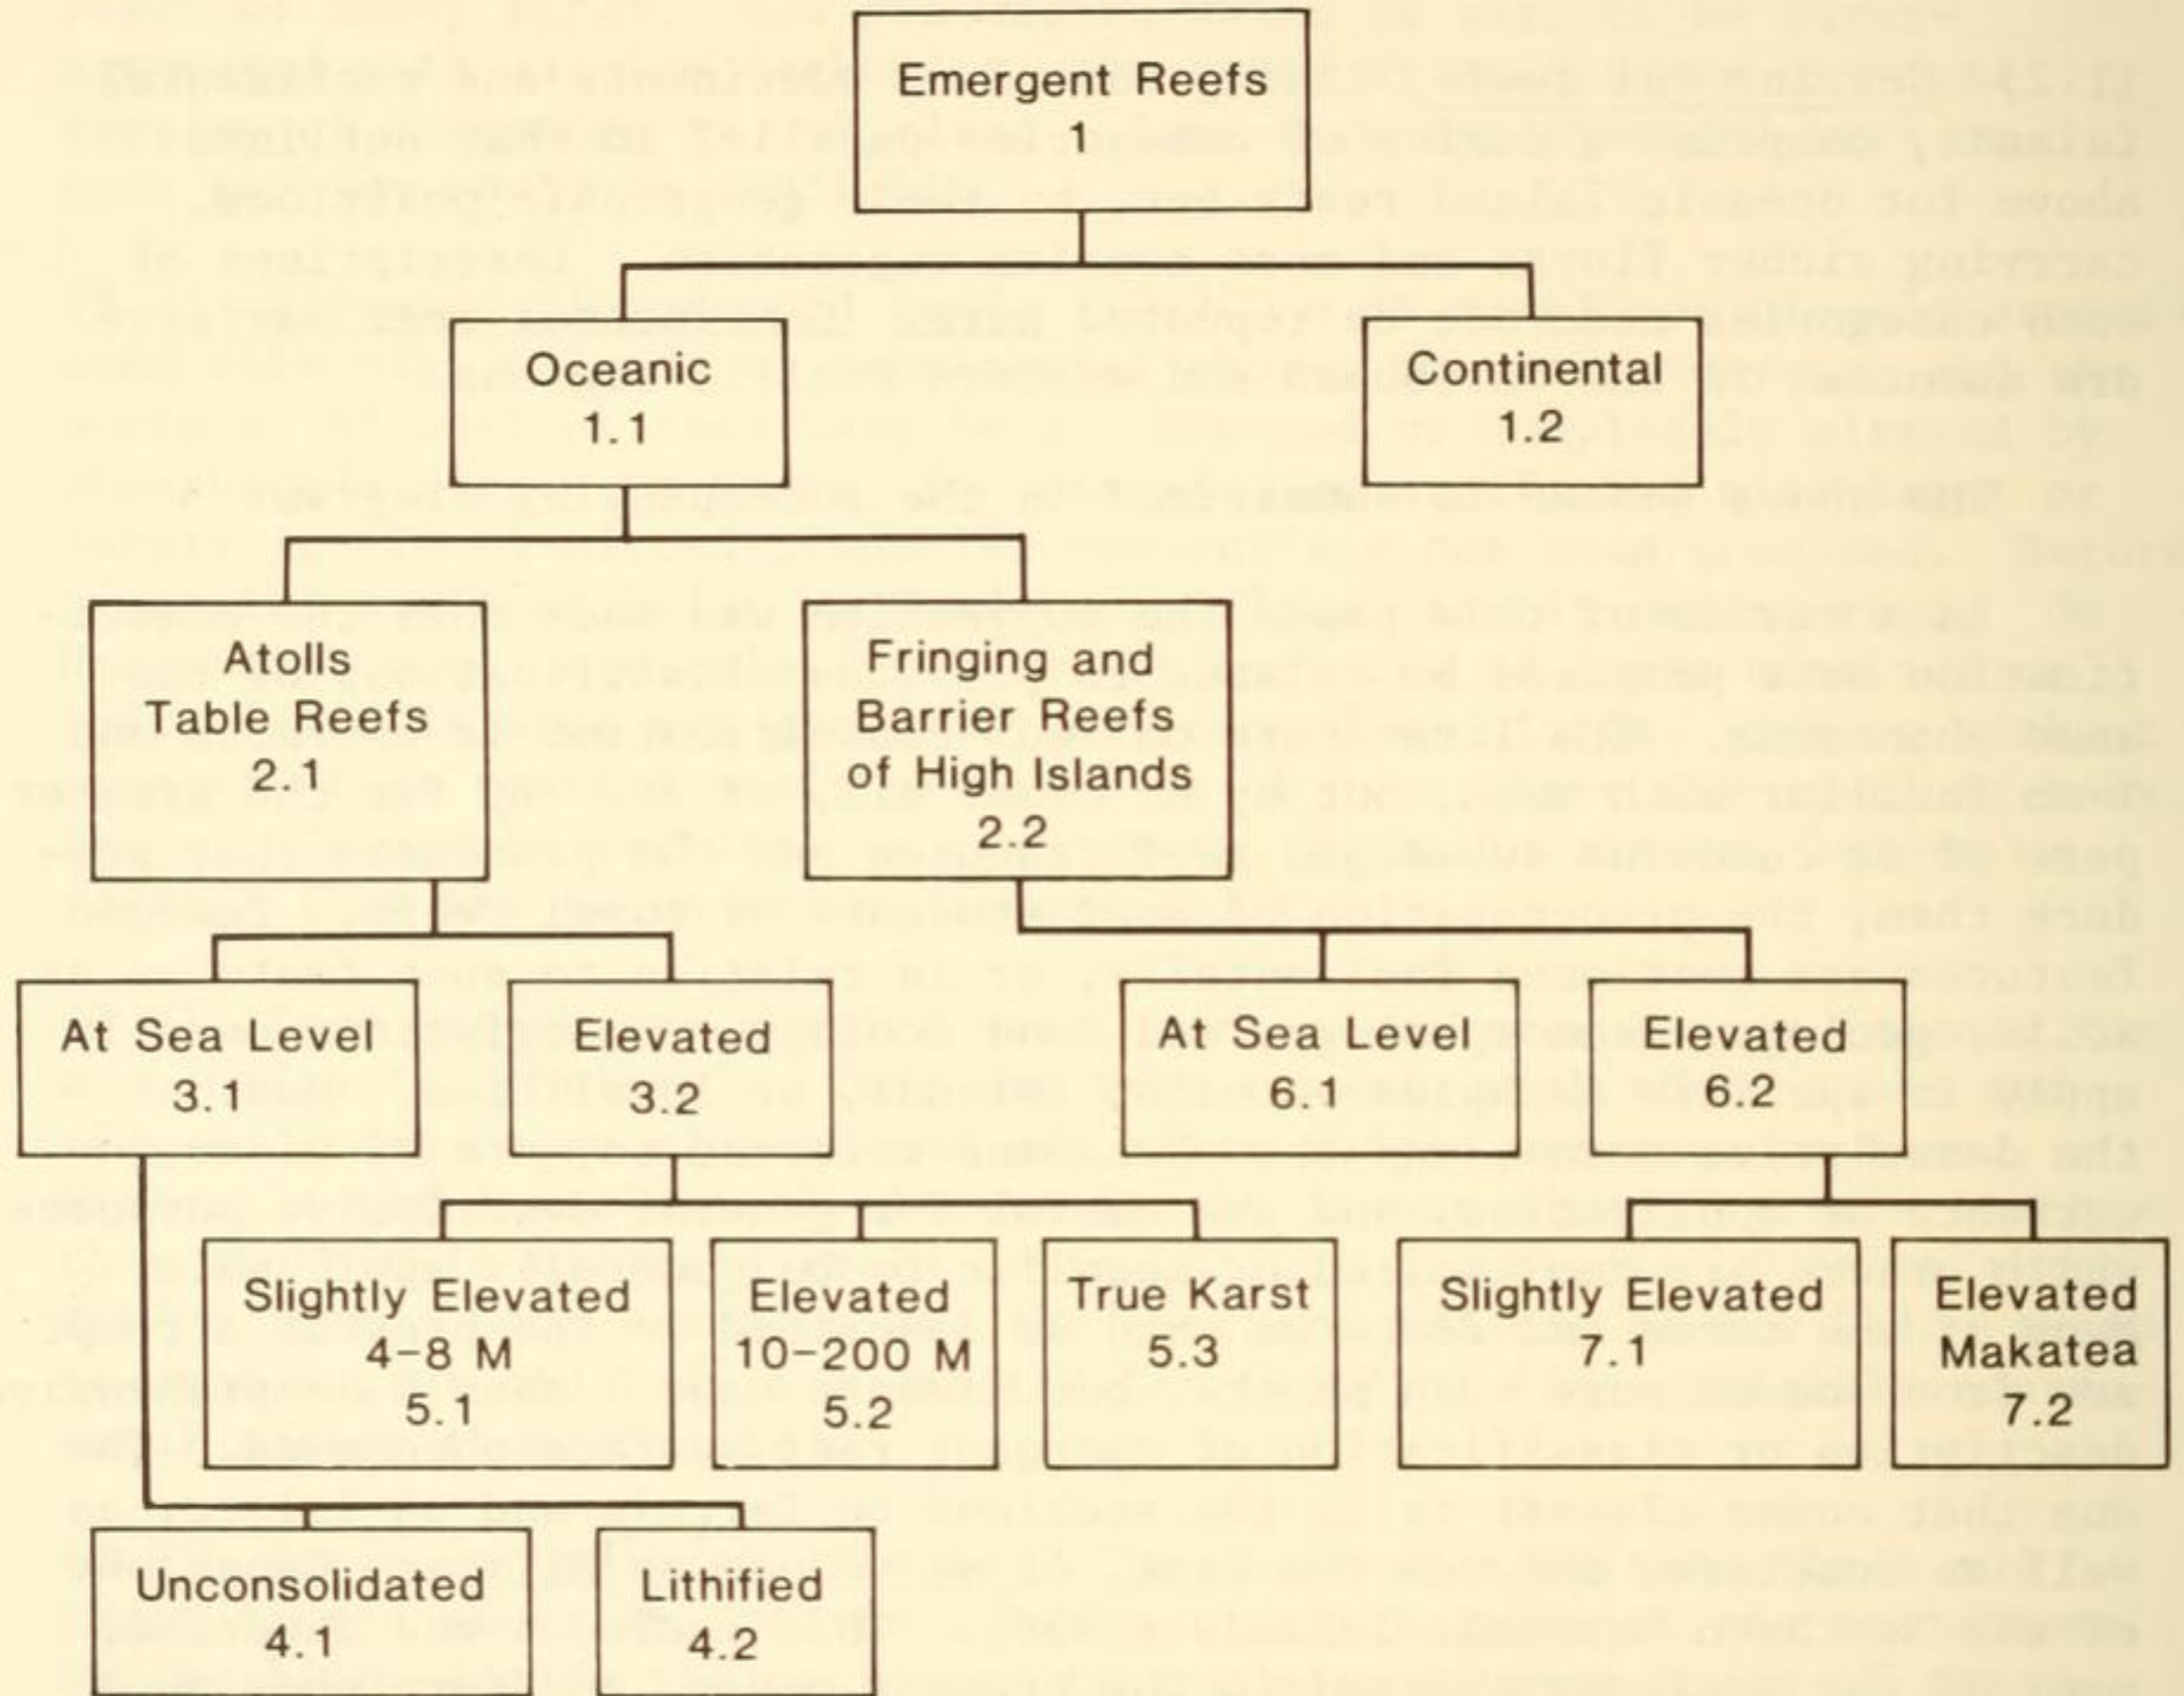 Emergent Reefs
1
Oceanic
1.1
Continental
1.2
Atolls
Table Reefs
2.1
Fringing and
Barrier Reefs
of High Islands
2.2
At Sea Level
3.1
Elevated
3.2
At Sea Level
6.1
Elevated
6.2
Slightly Elevated
4-8 M
5.1
Elevated
10-200 M
5.2
True Karst
5.3
Slightly Elevated
7.1
Elevated
Makatea
7.2
Unconsolidated
4.1
Lithified
4.2